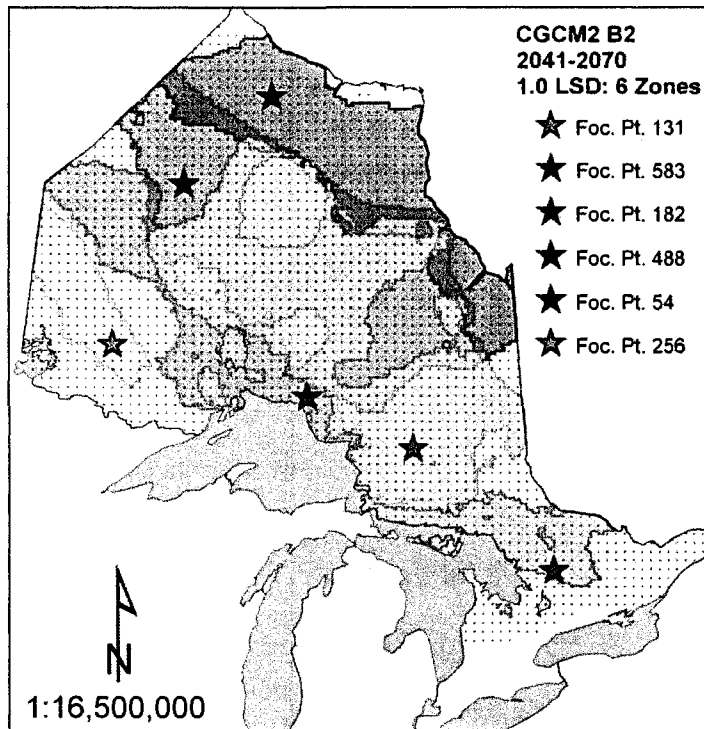 CGCM2 B2
2041-2070
1.0 LSD: 6 Zones
Foc. Pt. 131
Foc. Pt. 583
Foc. Pt. 182
Foc. Pt. 488
Foc. Pt. 54
Foc. Pt. 256
N
1:16,500,000